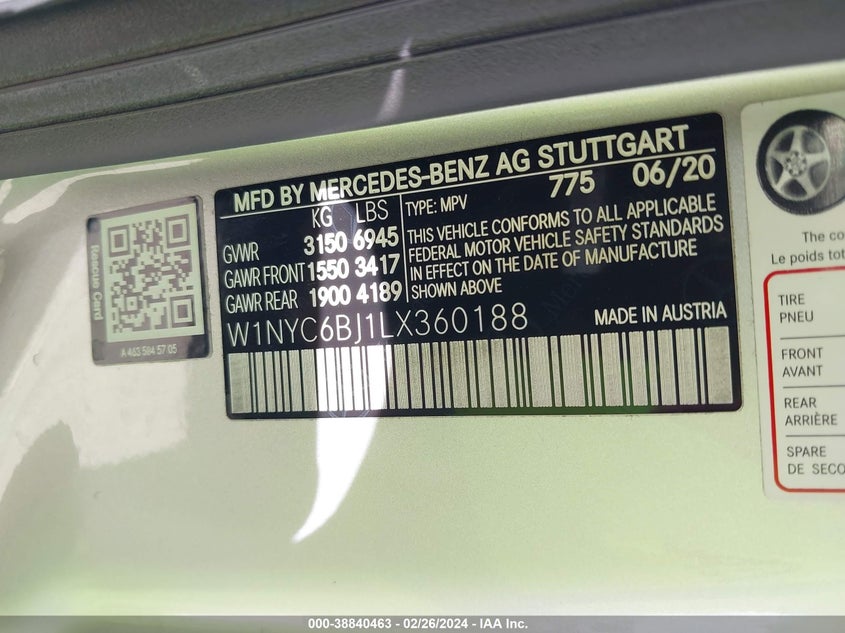 MFD BY MERCEDES-BENZ AG STUTTGART
775 06/20
KG LBS
GVWR 3150 6945
GAWR FRONT 1550 3417
GAWR REAR 1900 4189
TYPE: MPV
THIS VEHICLE CONFORMS TO ALL APPLICABLE
FEDERAL MOTOR VEHICLE SAFETY STANDARDS
IN EFFECT ON THE DATE OF MANUFACTURE
SHOWN ABOVE
W1NYC6BJ1LX360188
MADE IN AUSTRIA
Rescue Card
A 463 584 57 05
The co
Le poids tot
TIRE
PNEU
FRONT
AVANT
REAR
ARRIÈRE
SPARE
DE SECO
000-38840463 - 02/26/2024 - IAA Inc.